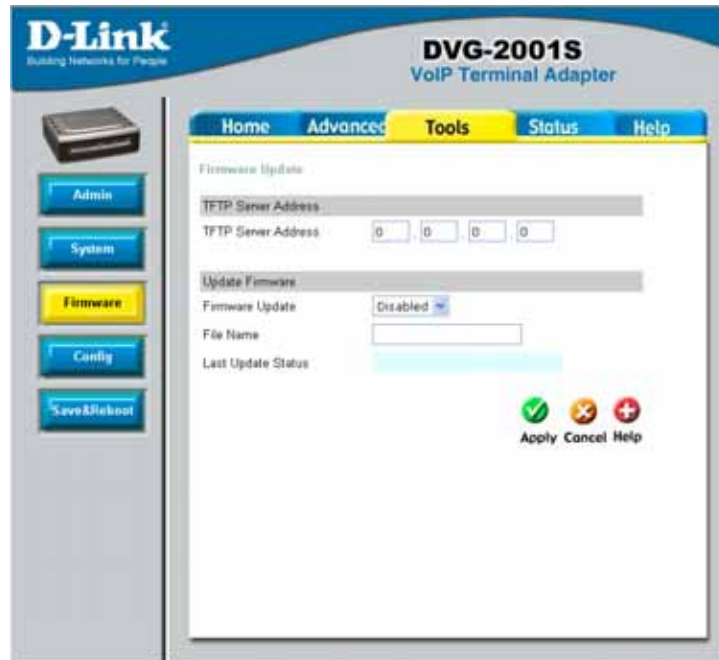 D-Link
Building Networks for People
DVG-2001S
VoIP Terminal Adapter
Home Advanced Tools Status Help
Admin
System
Firmware
Config
Save&Reboot
Firmware Update
TFTP Server Address
TFTP Server Address 0 . 0 . 0 . 0
Update Firmware
Firmware Update Disabled
File Name
Last Update Status
Apply Cancel Help